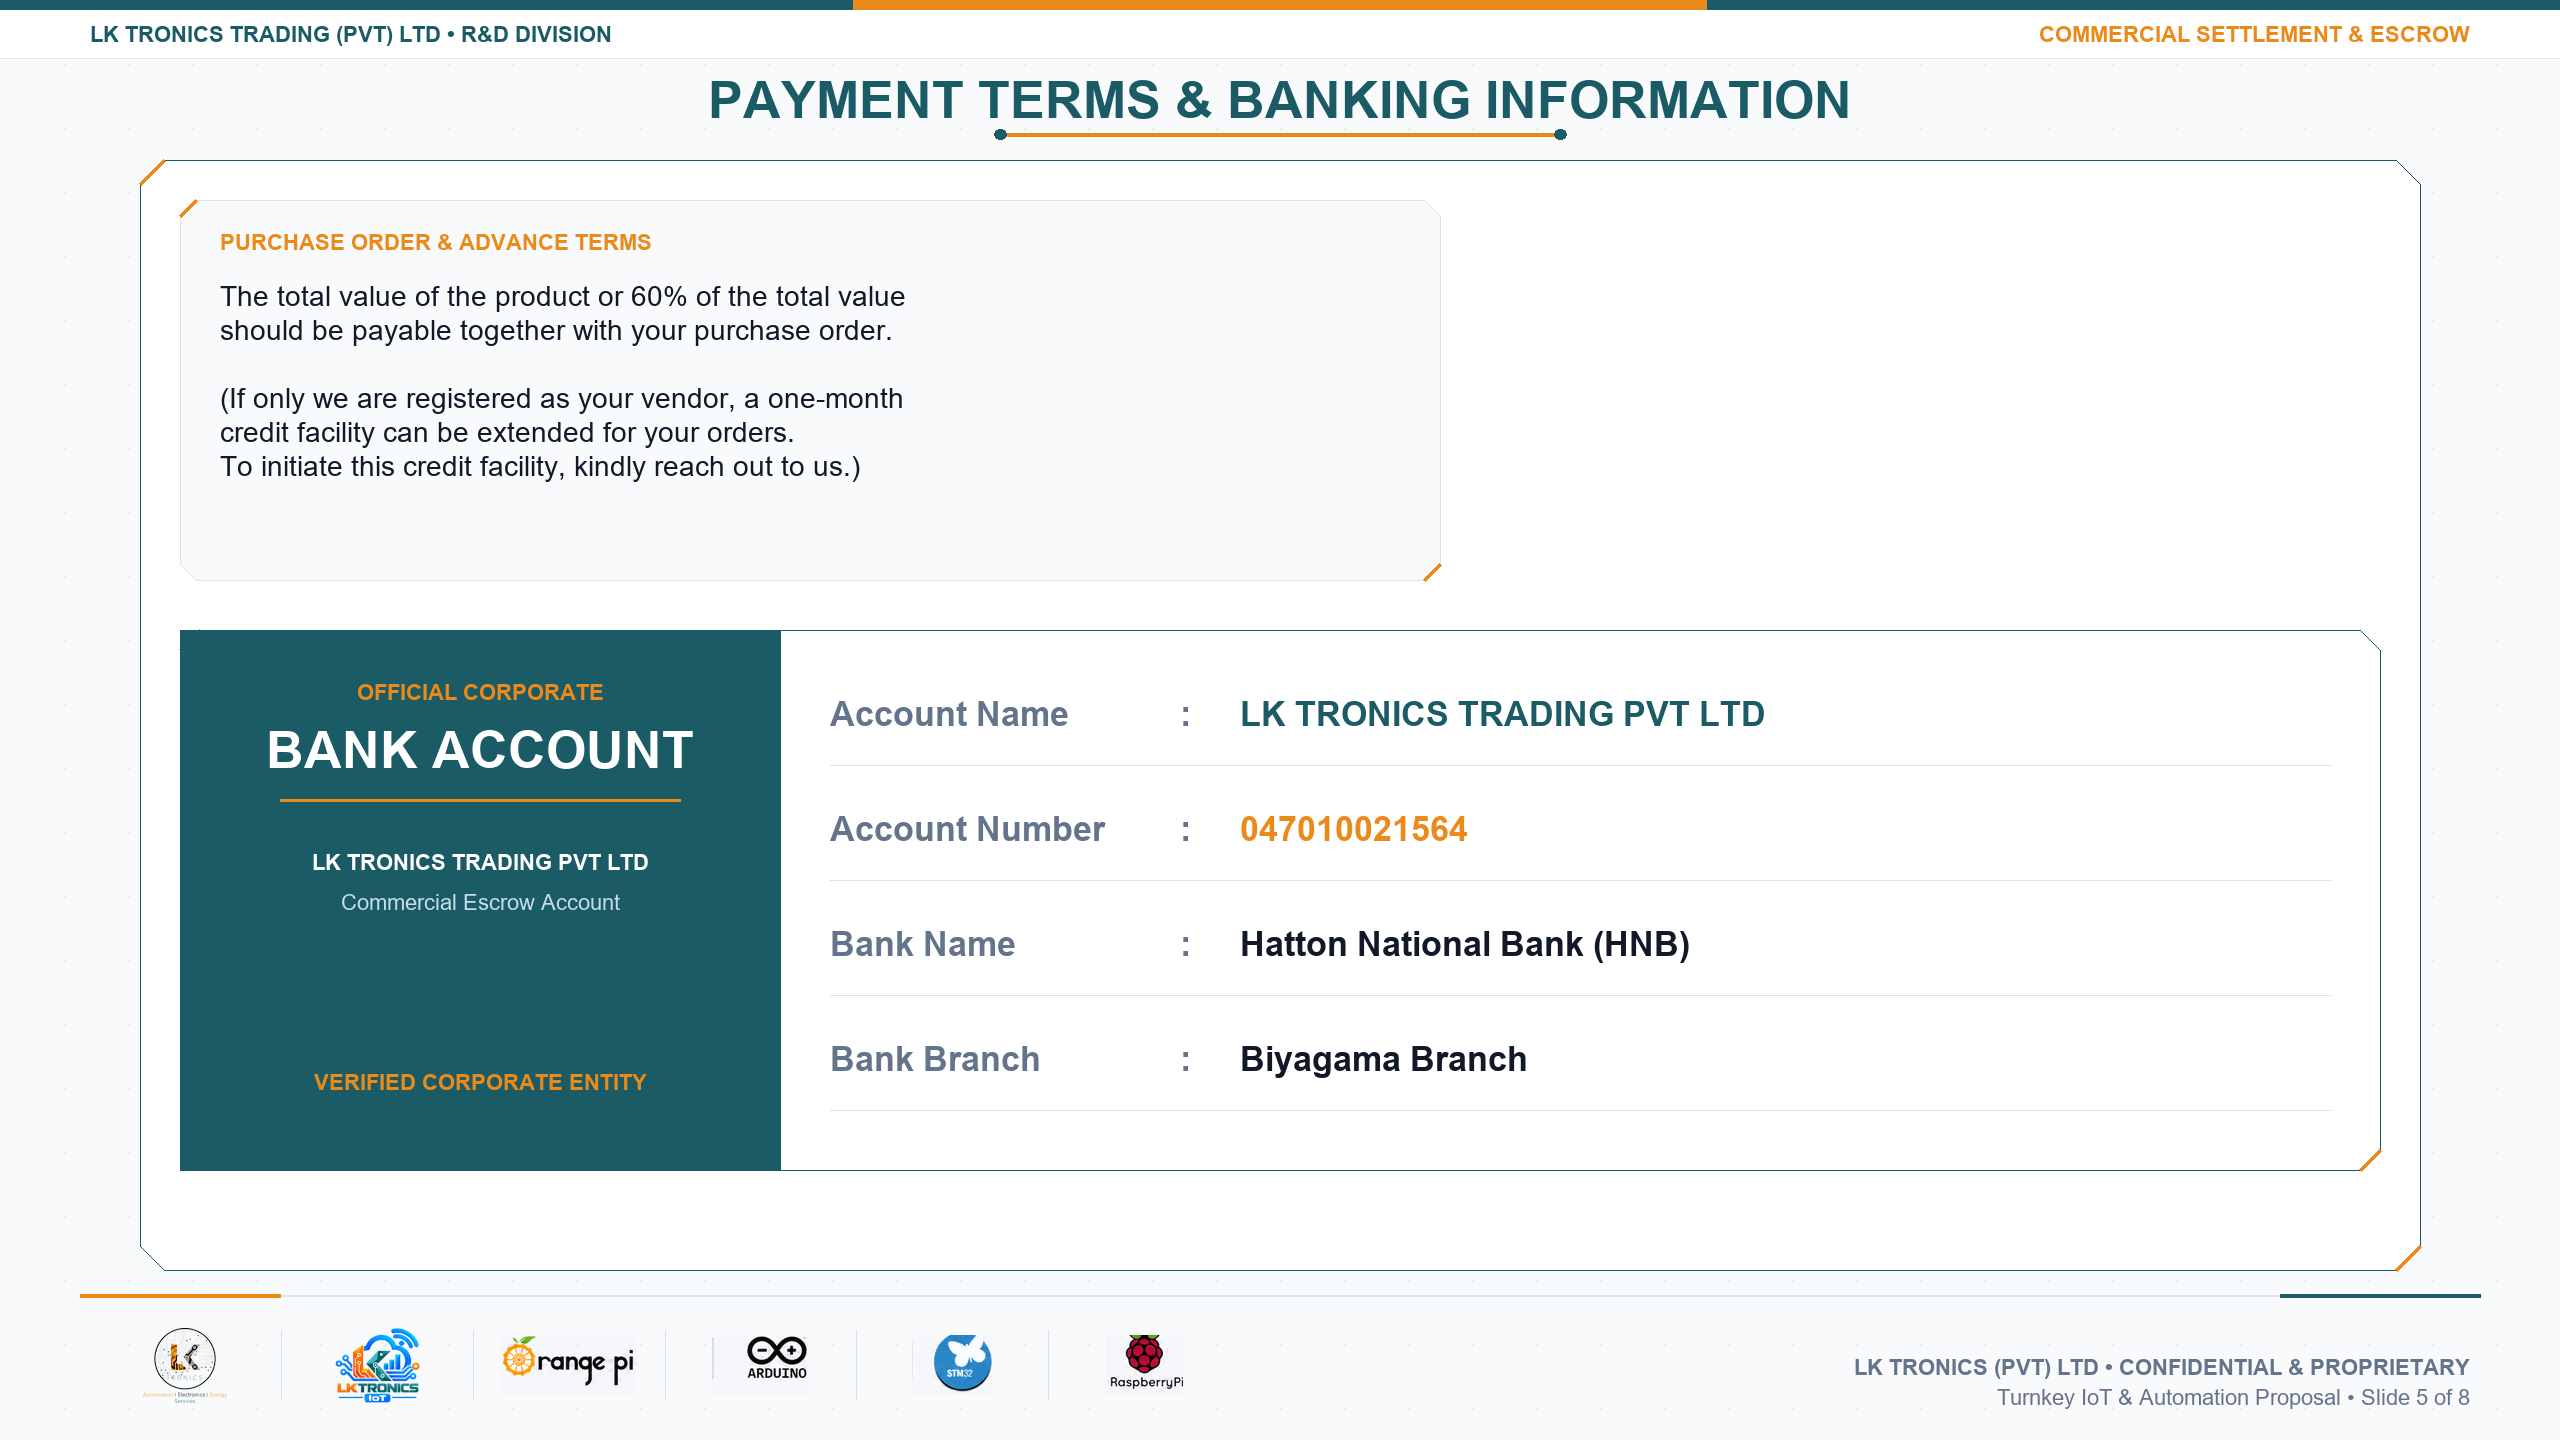 LK TRONICS TRADING (PVT) LTD • R&D DIVISION
COMMERCIAL SETTLEMENT & ESCROW
PAYMENT TERMS & BANKING INFORMATION
PURCHASE ORDER & ADVANCE TERMS
The total value of the product or 60% of the total value
should be payable together with your purchase order.
(If only we are registered as your vendor, a one-month
credit facility can be extended for your orders.
To initiate this credit facility, kindly reach out to us.)
OFFICIAL CORPORATE
BANK ACCOUNT
LK TRONICS TRADING PVT LTD
Commercial Escrow Account
VERIFIED CORPORATE ENTITY
Account Name : LK TRONICS TRADING PVT LTD
Account Number : 047010021564
Bank Name : Hatton National Bank (HNB)
Bank Branch : Biyagama Branch
LK
TRONICS
Automation | Electronics | Energy
Services
LKTRONICS
IOT
range pi
ARDUINO
STM32
RaspberryPi
LK TRONICS (PVT) LTD • CONFIDENTIAL & PROPRIETARY
Turnkey IoT & Automation Proposal • Slide 5 of 8